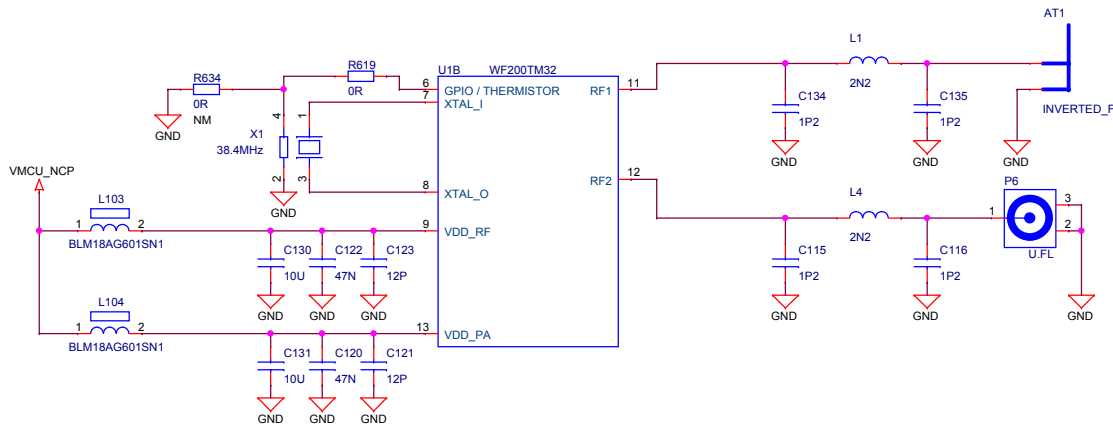 AT1
L1
2N2
C134
1P2
GND
C135
1P2
GND
GND
INVERTED_F
U1B
WF200TM32
R634
0R
NM
GND
R619
0R
6
GPIO / THERMISTOR
7
XTAL_I
RF1
11
4
1
X1
38.4MHz
2
3
GND
8
XTAL_O
RF2
12
VMCU_NCP
L103
1
2
BLM18AG601SN1
9
VDD_RF
C130
10U
GND
C122
47N
GND
C123
12P
GND
L4
2N2
C115
1P2
GND
C116
1P2
GND
P6
1
3
2
U.FL
GND
L104
1
2
BLM18AG601SN1
13
VDD_PA
C131
10U
GND
C120
47N
GND
C121
12P
GND